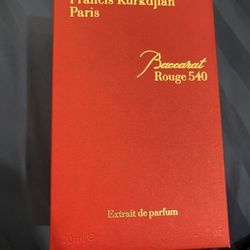 Francis Kurkdjian
Paris
Baccarat
Rouge 540
Extrait de parfum